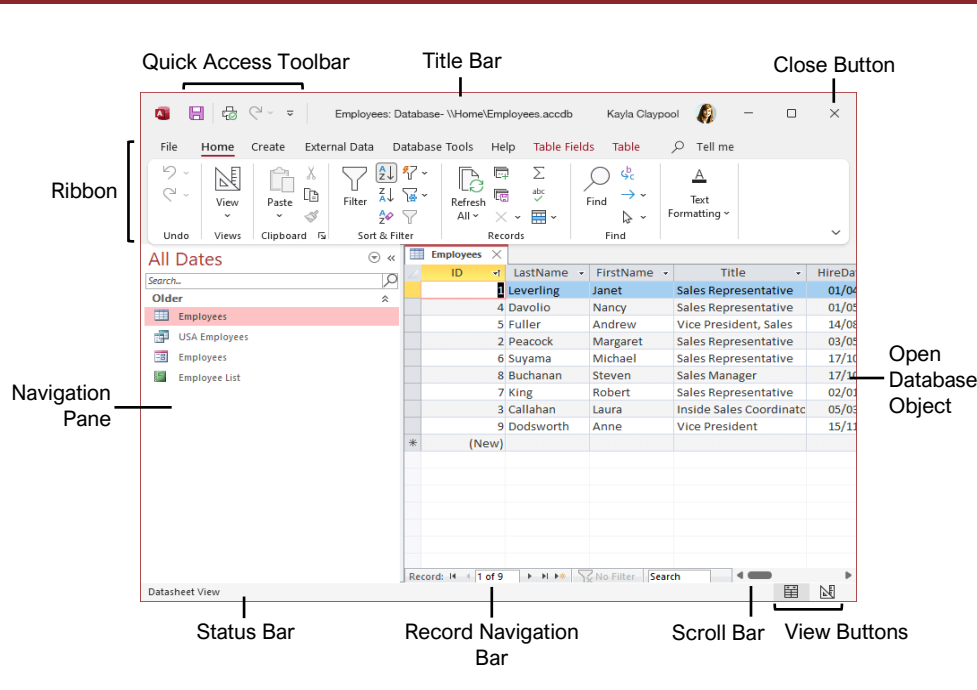 Quick Access Toolbar
Title Bar
Close Button
Employees: Database- \\Home\Employees.accdb
Kayla Claypool
File Home Create External Data Database Tools Help Table Fields Table Tell me
Ribbon
View
Paste
Filter
Refresh
All
Find
Text
Formatting
Undo Views Clipboard Sort & Filter Records Find
All Dates
Search...
Older
Employees
USA Employees
Employees
Employee List
Navigation
Pane
Employees
ID LastName FirstName Title HireDa
1 Leverling Janet Sales Representative 01/04
4 Davolio Nancy Sales Representative 01/05
5 Fuller Andrew Vice President, Sales 14/08
2 Peacock Margaret Sales Representative 03/05
6 Suyama Michael Sales Representative 17/10
8 Buchanan Steven Sales Manager 17/10
7 King Robert Sales Representative 02/01
3 Callahan Laura Inside Sales Coordinatc 05/03
9 Dodsworth Anne Vice President 15/11
(New)
Open
Database
Object
Record: 1 of 9 No Filter Search
Datasheet View
Status Bar
Record Navigation
Bar
Scroll Bar
View Buttons